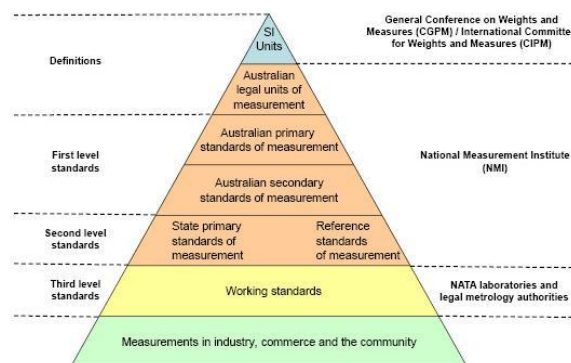 SI
Units
General Conference on Weights and
Measures (CGPM) / International Committe
for Weights and Measures (CIPM)
Definitions
Australian
legal units of
measurement
First level
standards
Australian primary
standards of measurement
National Measurement Institute
(NMI)
Australian secondary
standards of measurement
Second level
standards
State primary
standards of
measurement
Reference
standards
of measurement
Third level
standards
Working standards
NATA laboratories and
legal metrology authorities
Measurements in industry, commerce and the community